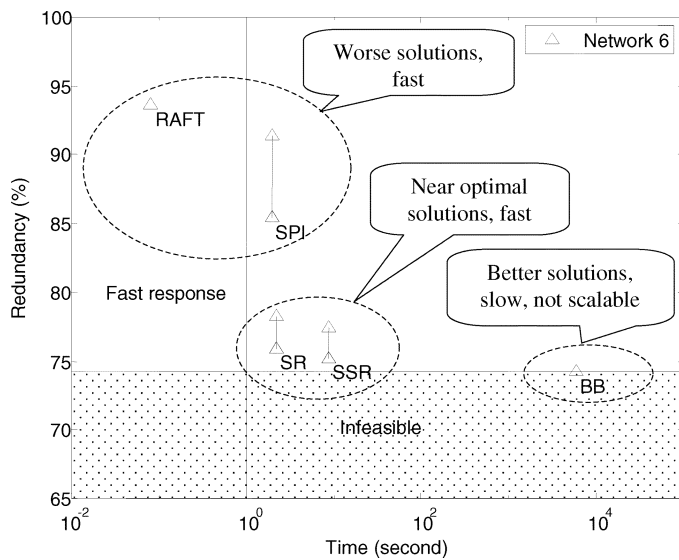 100
95
90
85
80
75
70
65
Redundancy (%)
Network 6
Worse solutions,
fast
RAFT
SPI
Near optimal
solutions, fast
Fast response
Better solutions,
slow, not scalable
SR
SSR
BB
Infeasible
10^-2
10^0
10^2
10^4
Time (second)